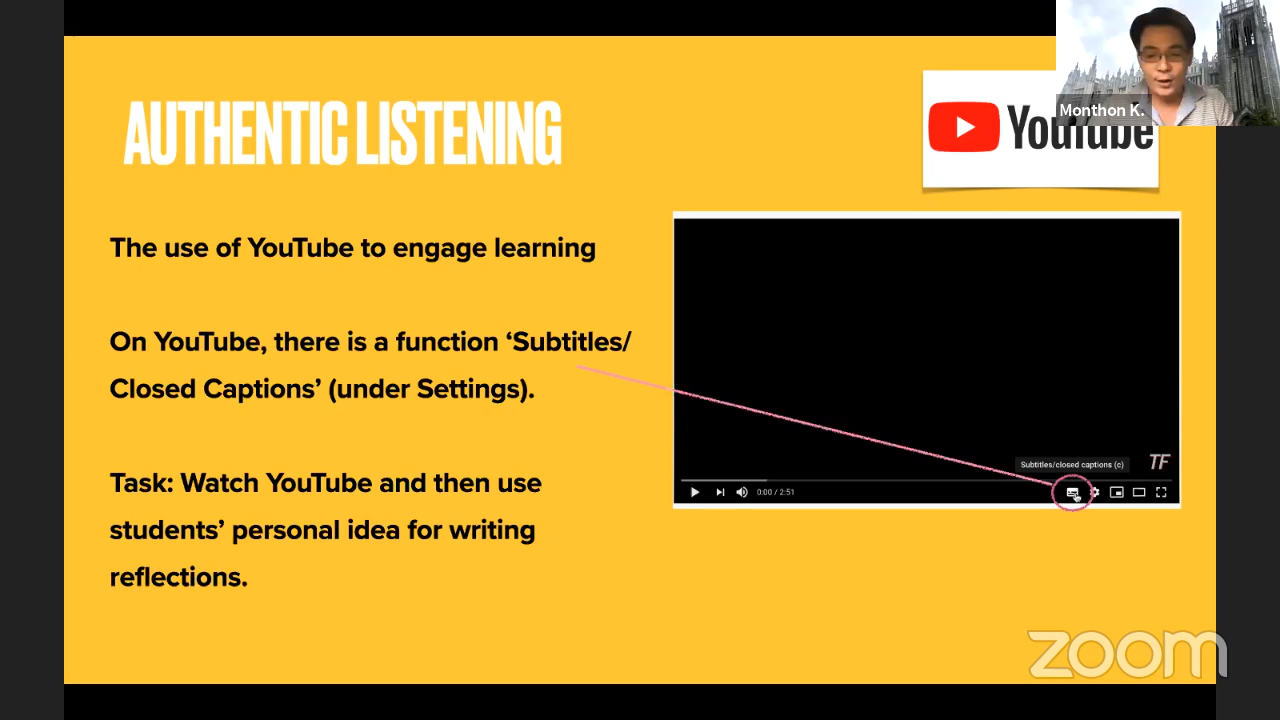 AUTHENTIC LISTENING
YouTube
Monthon K.
The use of YouTube to engage learning
On YouTube, there is a function ‘Subtitles/
Closed Captions’ (under Settings).
Task: Watch YouTube and then use
students’ personal idea for writing
reflections.
Subtitles/closed captions (c)
TF
0:00 / 2:51
zoom